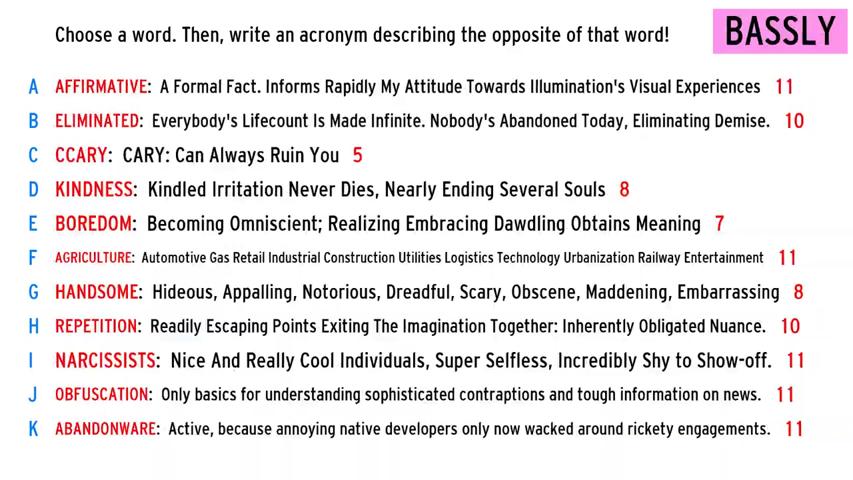 Choose a word. Then, write an acronym describing the opposite of that word!
BASSLY
A AFFIRMATIVE: A Formal Fact. Informs Rapidly My Attitude Towards Illumination's Visual Experiences 11
B ELIMINATED: Everybody's Lifecount Is Made Infinite. Nobody's Abandoned Today, Eliminating Demise. 10
C CCARY: CARY: Can Always Ruin You 5
D KINDNESS: Kindled Irritation Never Dies, Nearly Ending Several Souls 8
E BOREDOM: Becoming Omniscient; Realizing Embracing Dawdling Obtains Meaning 7
F AGRICULTURE: Automotive Gas Retail Industrial Construction Utilities Logistics Technology Urbanization Railway Entertainment 11
G HANDSOME: Hideous, Appalling, Notorious, Dreadful, Scary, Obscene, Maddening, Embarrassing 8
H REPETITION: Readily Escaping Points Exiting The Imagination Together: Inherently Obligated Nuance. 10
I NARCISSISTS: Nice And Really Cool Individuals, Super Selfless, Incredibly Shy to Show-off. 11
J OBFUSCATION: Only basics for understanding sophisticated contraptions and tough information on news. 11
K ABANDONWARE: Active, because annoying native developers only now wacked around rickety engagements. 11